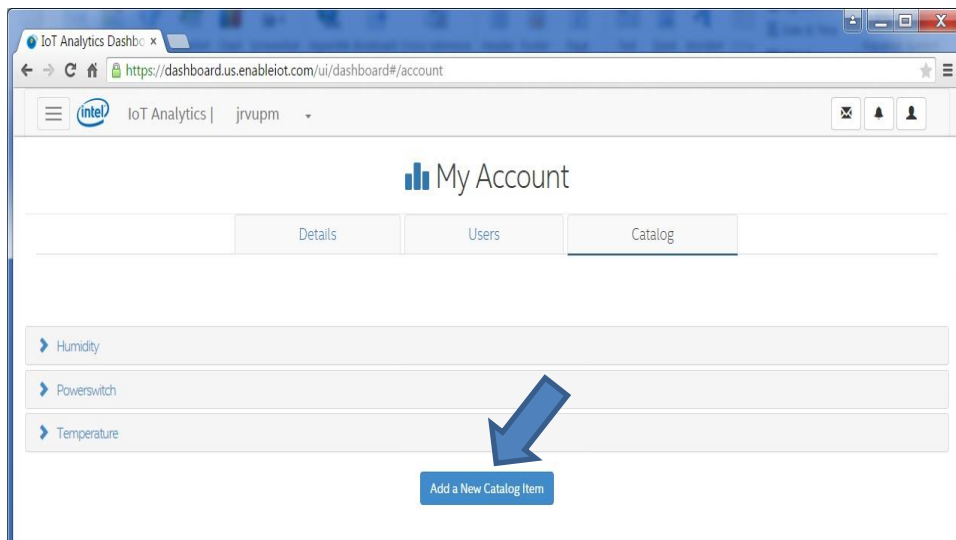 IoT Analytics Dashbo
https://dashboard.us.enableiot.com/ui/dashboard#/account
intel IoT Analytics | jrvupm
My Account
Details Users Catalog
Humidity
Powerswitch
Temperature
Add a New Catalog Item